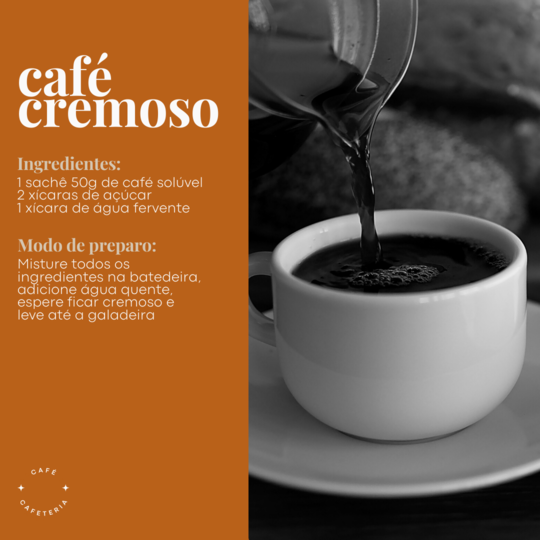 café
cremoso
Ingredientes:
1 sachê 50g de café solúvel
2 xícaras de açúcar
1 xícara de água fervente
Modo de preparo:
Misture todos os
ingredientes na batedeira,
adicione água quente,
espere ficar cremoso e
leve até a galadeira
CAFÉ
CAFETERIA